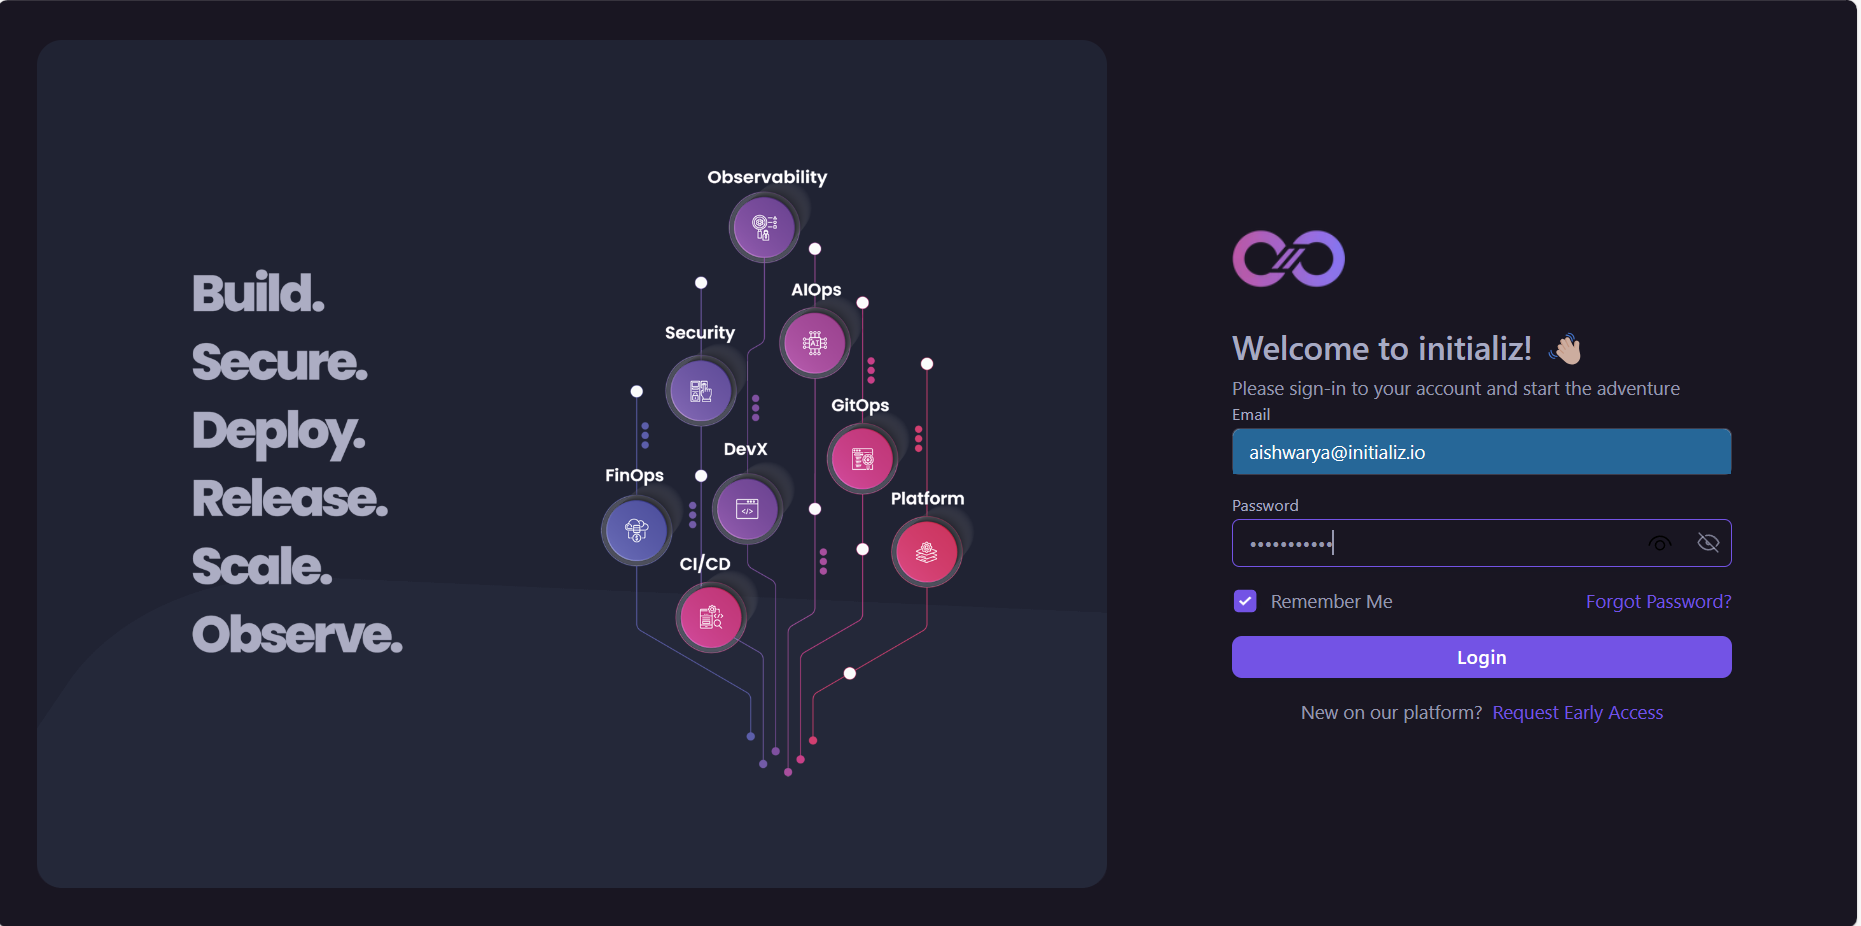 Build.
Secure.
Deploy.
Release.
Scale.
Observe.
Observability
AIOps
Security
GitOps
DevX
FinOps
Platform
CI/CD
AI
</>
Welcome to initializ! 👋🏼
Please sign-in to your account and start the adventure
Email
aishwarya@initializ.io
Password
•••••••••••
Remember Me
Forgot Password?
Login
New on our platform? Request Early Access